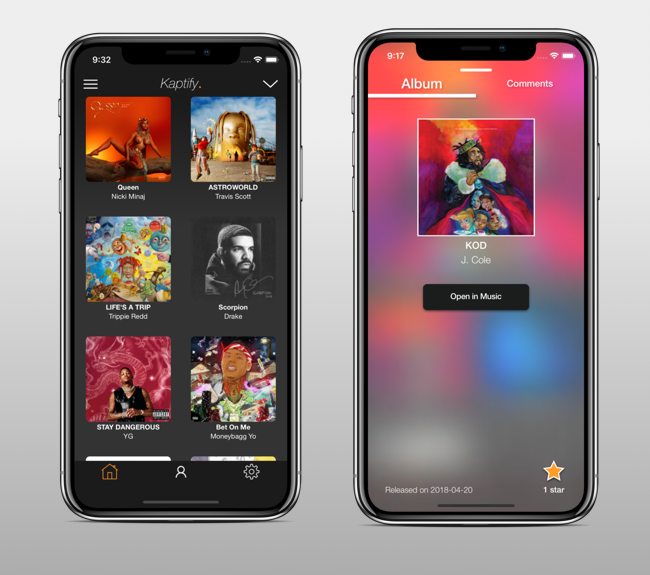 9:32
Kaptify.
Queen
Queen
Nicki Minaj
ASTROWORLD
Travis Scott
LIFE'S A TRIP
Trippie Redd
Scorpion
Drake
STAY DANGEROUS
YG
Bet On Me
Moneybagg Yo
9:17
Album
Comments
KOD
J. Cole
Open in Music
Released on 2018-04-20
1 star